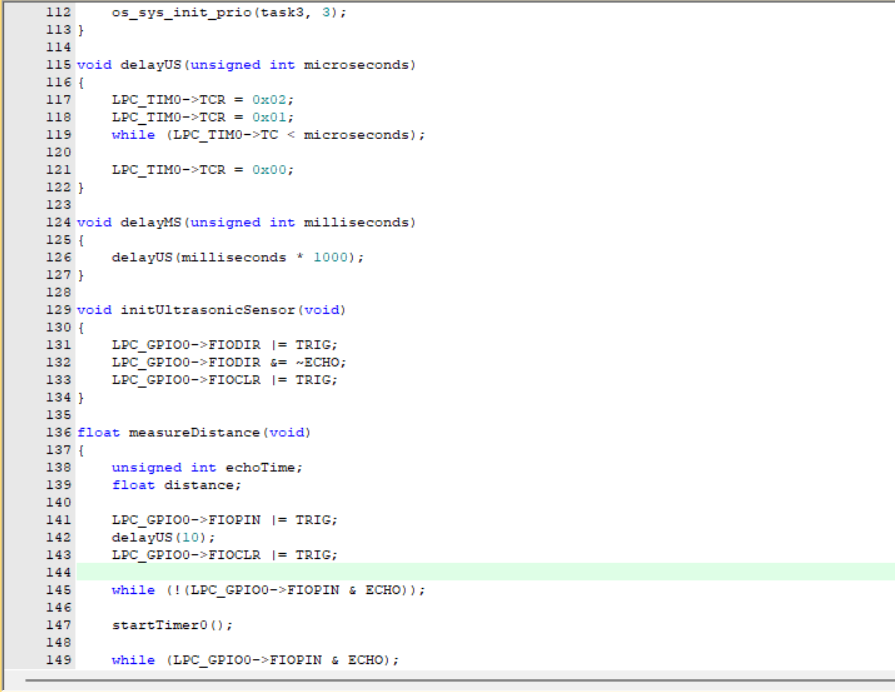 112     os_sys_init_prio(task3, 3);
113 }
114
115 void delayUS(unsigned int microseconds)
116 {
117     LPC_TIM0->TCR = 0x02;
118     LPC_TIM0->TCR = 0x01;
119     while (LPC_TIM0->TC < microseconds);
120
121     LPC_TIM0->TCR = 0x00;
122 }
123
124 void delayMS(unsigned int milliseconds)
125 {
126     delayUS(milliseconds * 1000);
127 }
128
129 void initUltrasonicSensor(void)
130 {
131     LPC_GPIO0->FIODIR |= TRIG;
132     LPC_GPIO0->FIODIR &= ~ECHO;
133     LPC_GPIO0->FIOCLR |= TRIG;
134 }
135
136 float measureDistance(void)
137 {
138     unsigned int echoTime;
139     float distance;
140
141     LPC_GPIO0->FIOPIN |= TRIG;
142     delayUS(10);
143     LPC_GPIO0->FIOCLR |= TRIG;
144
145     while (!(LPC_GPIO0->FIOPIN & ECHO));
146
147     startTimer0();
148
149     while (LPC_GPIO0->FIOPIN & ECHO);